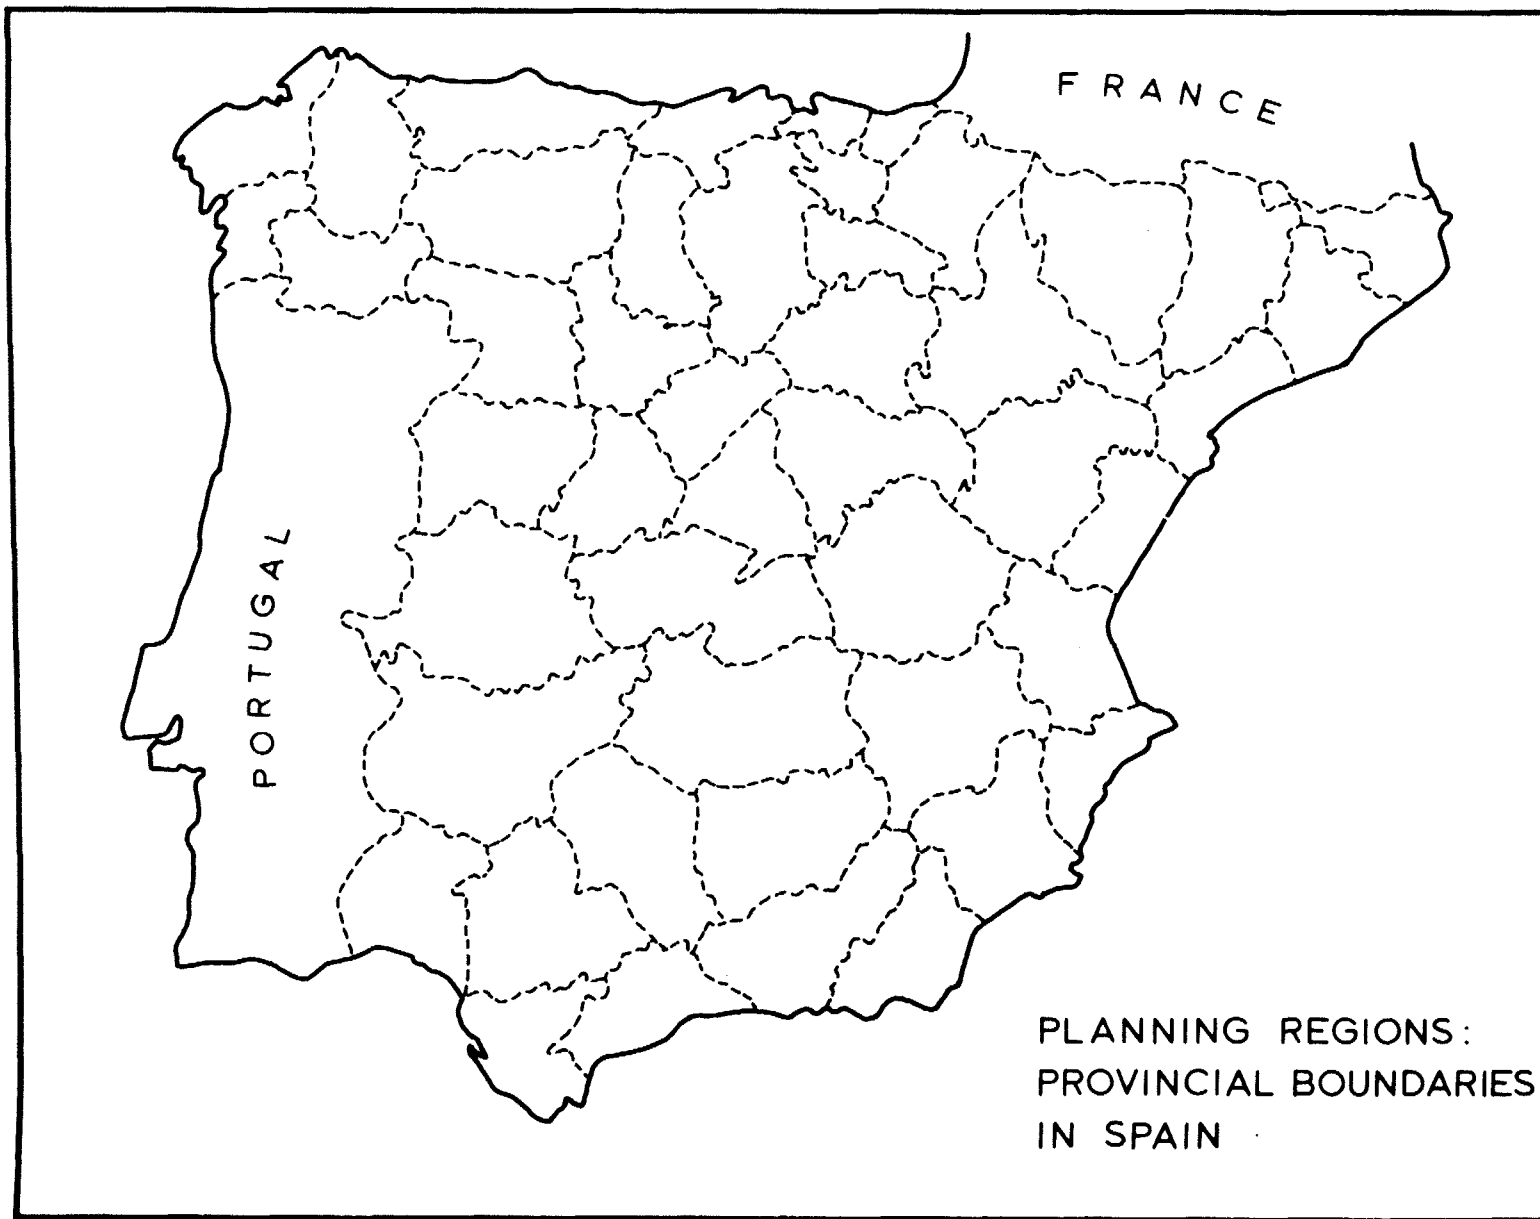 FRANCE
PORTUGAL
PLANNING REGIONS:
PROVINCIAL BOUNDARIES
IN SPAIN